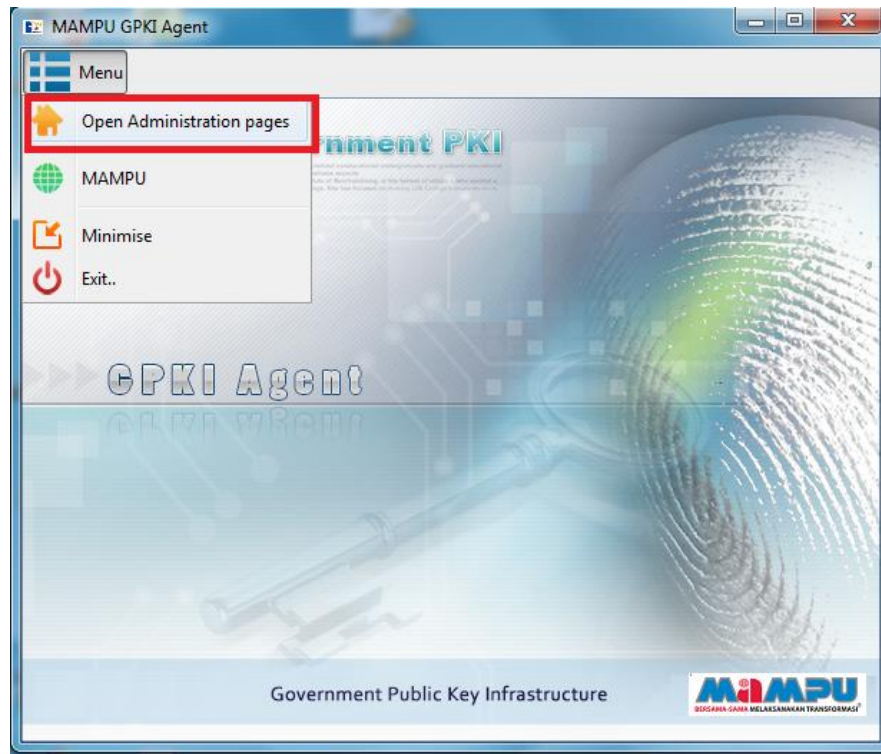 MAMPU GPKI Agent
Menu
Open Administration pages
MAMPU
Minimise
Exit..
nment PKI
GPKI Agent
Government Public Key Infrastructure
MAMPU
BERSAMA-SAMA MELAKSANAKAN TRANSFORMASI